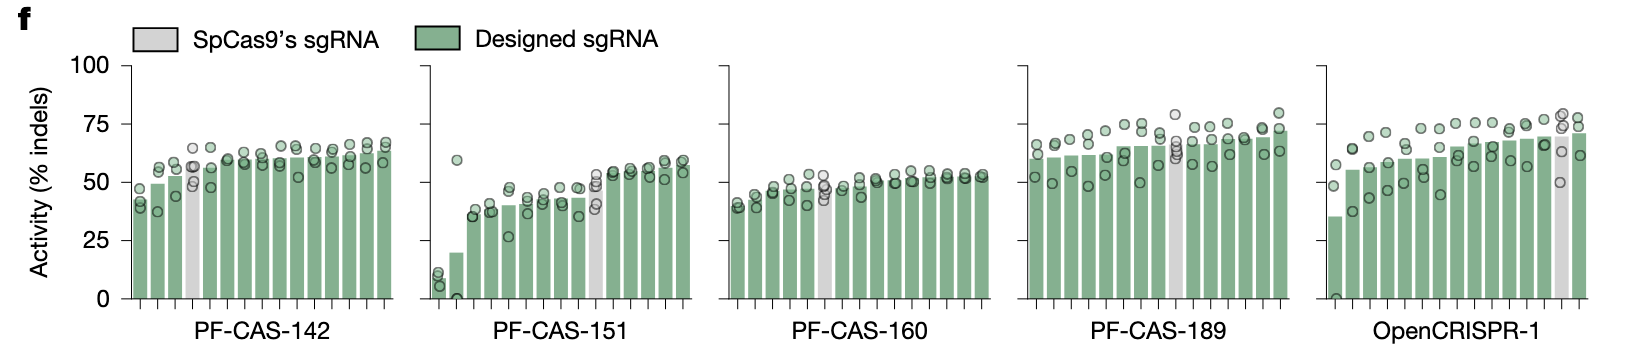 f
SpCas9's sgRNA Designed sgRNA
Activity (% indels)
100
75
50
25
0
PF-CAS-142 PF-CAS-151 PF-CAS-160 PF-CAS-189 OpenCRISPR-1